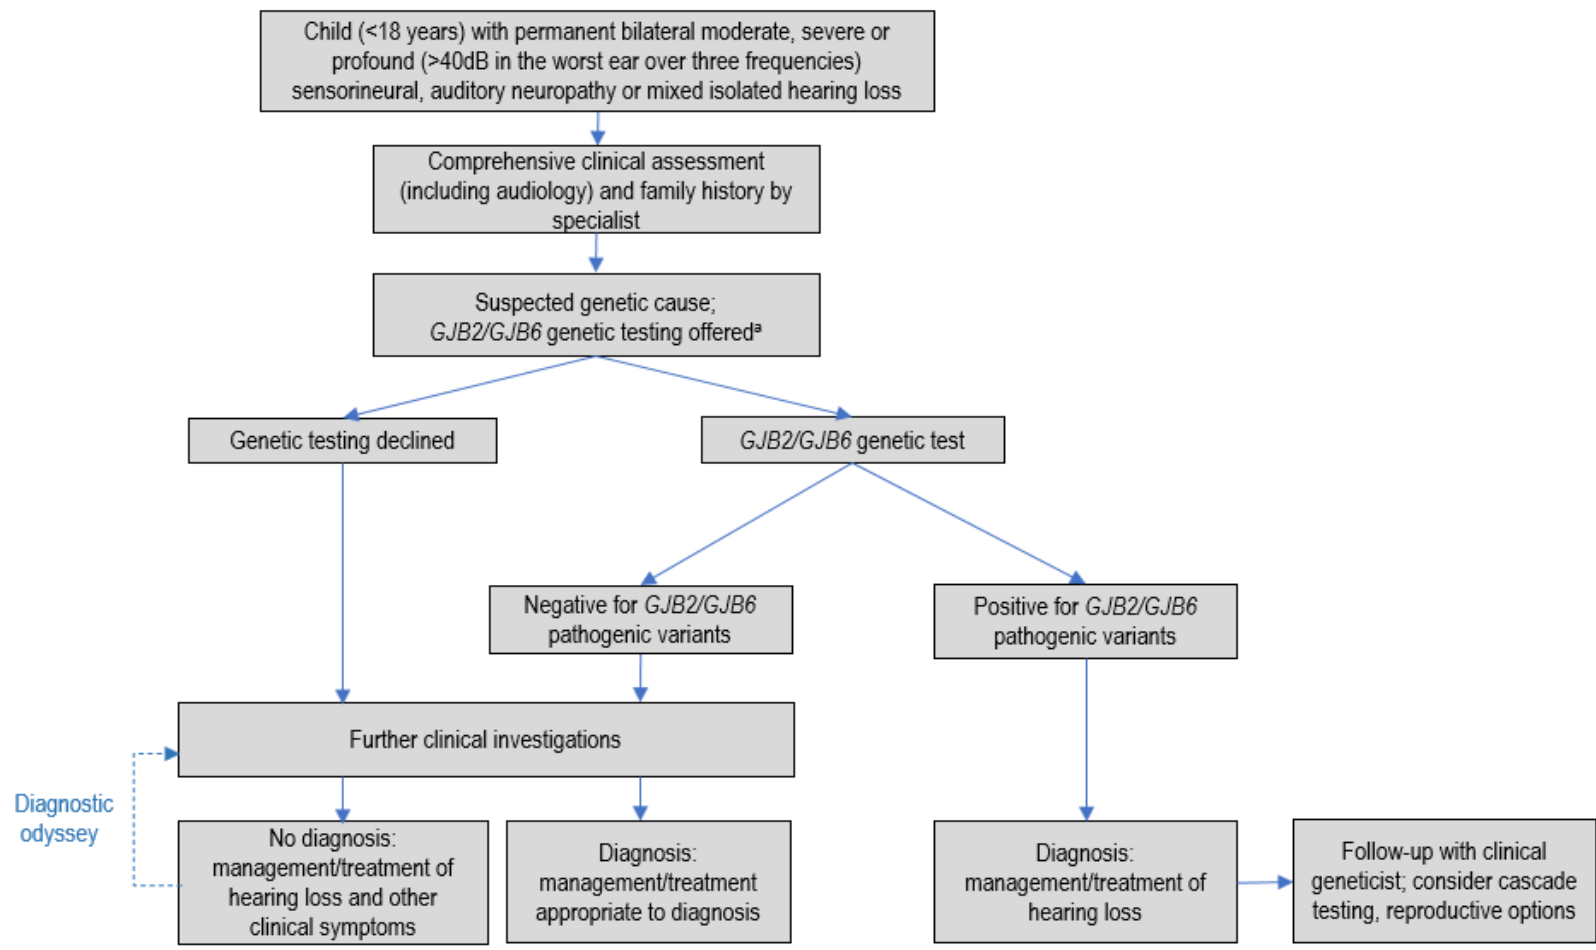 Child (<18 years) with permanent bilateral moderate, severe or
profound (>40dB in the worst ear over three frequencies)
sensorineural, auditory neuropathy or mixed isolated hearing loss
Comprehensive clinical assessment
(including audiology) and family history by
specialist
Suspected genetic cause;
GJB2/GJB6 genetic testing offeredª
Genetic testing declined
GJB2/GJB6 genetic test
Negative for GJB2/GJB6
pathogenic variants
Positive for GJB2/GJB6
pathogenic variants
Further clinical investigations
Diagnostic
odyssey
No diagnosis:
management/treatment of
hearing loss and other
clinical symptoms
Diagnosis:
management/treatment
appropriate to diagnosis
Diagnosis:
management/treatment of
hearing loss
Follow-up with clinical
geneticist; consider cascade
testing, reproductive options